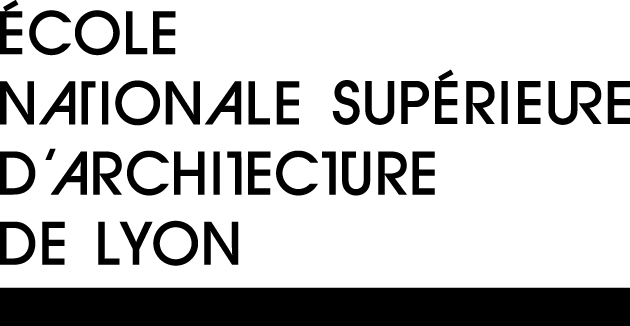 ÉCOLE
NATIONALE SUPÉRIEURE
D'ARCHITECTURE
DE LYON